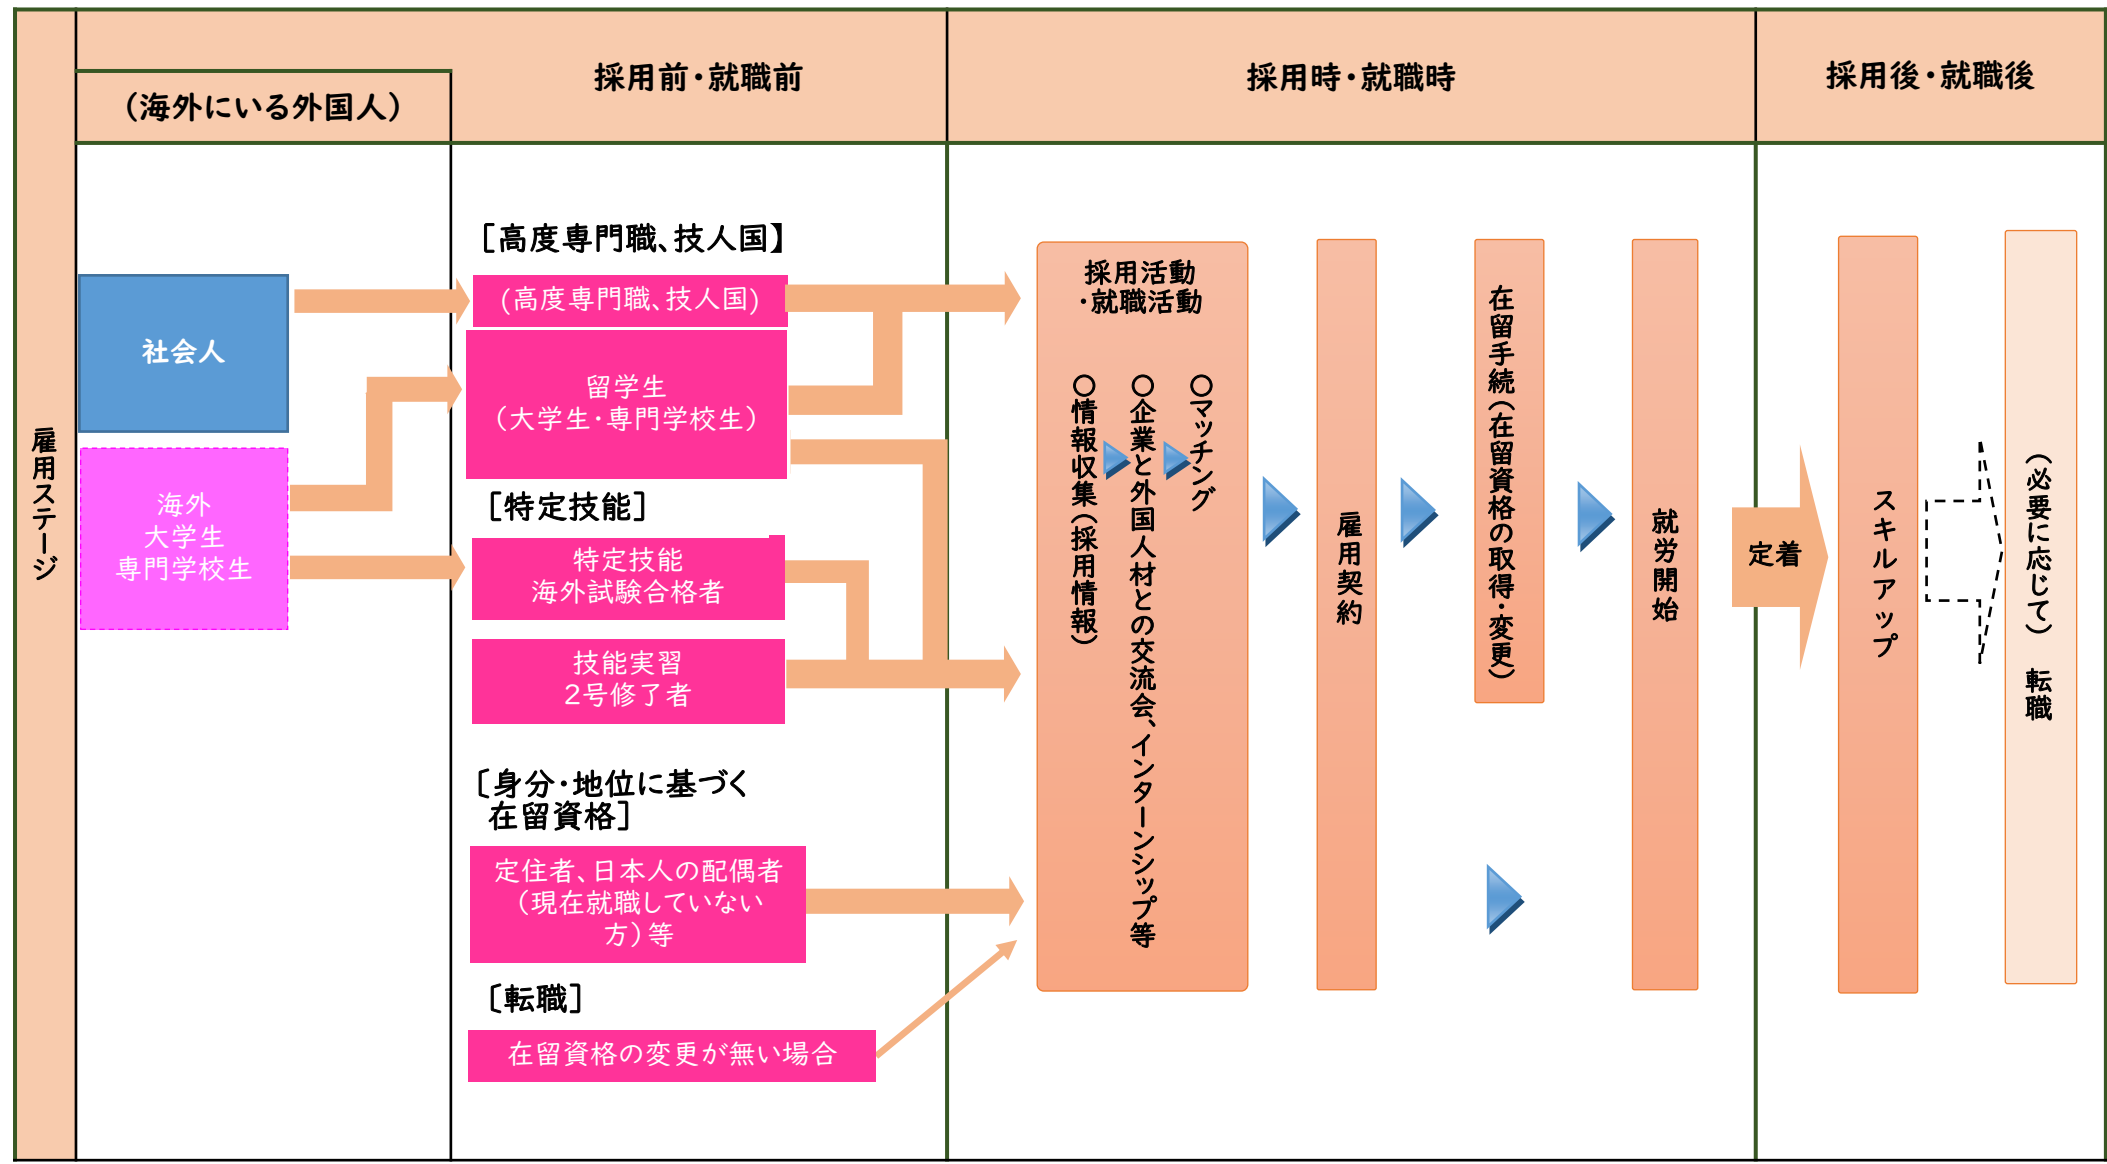 雇用ステージ
採用前・就職前
(海外にいる外国人)
採用時・就職時
採用後・就職後
社会人
海外
大学生
専門学校生
[高度専門職、技人国】
(高度専門職、技人国)
留学生
(大学生・専門学校生)
[特定技能]
特定技能
海外試験合格者
技能実習
2号修了者
[身分・地位に基づく
在留資格]
定住者、日本人の配偶者
(現在就職していない
方)等
[転職]
在留資格の変更が無い場合
採用活動
・就職活動
〇情報収集(採用情報)
〇企業と外国人材との交流会、インターンシップ等
〇マッチング
雇用契約
在留手続(在留資格の取得・変更)
就労開始
定着
スキルアップ
(必要に応じて) 転職